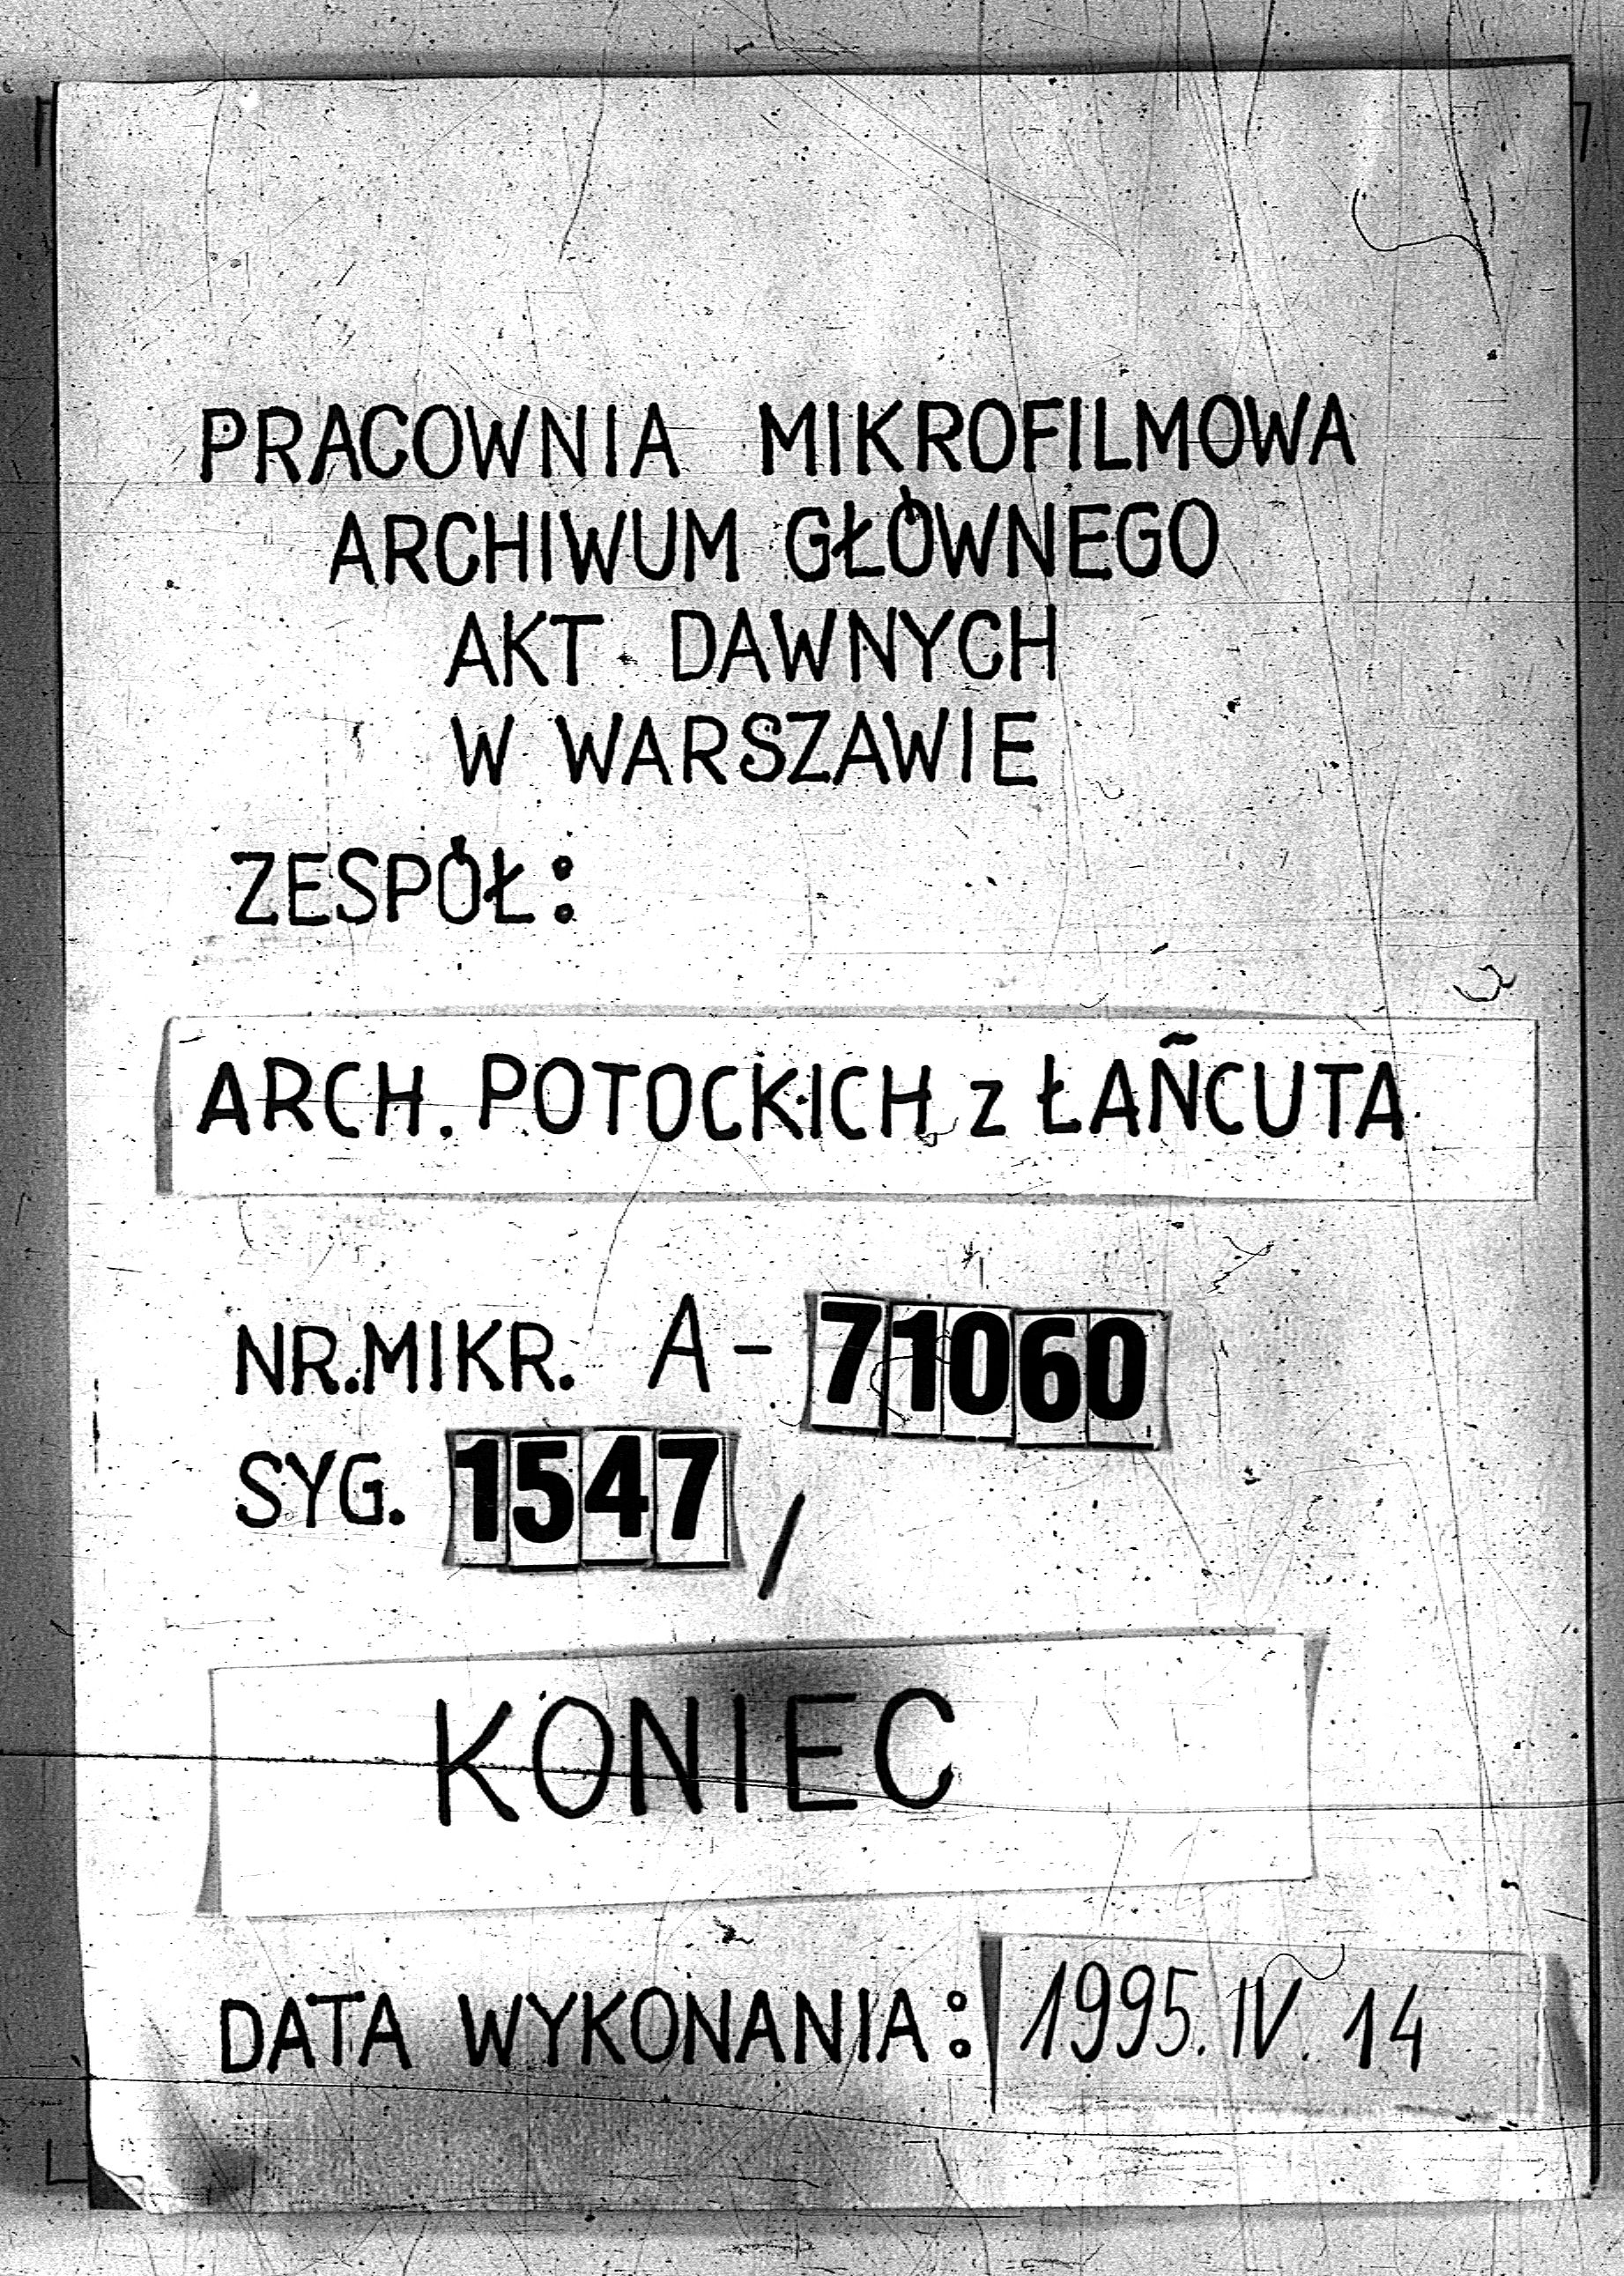 PRACOWNIA MIKROFILMOWA
ARCHIWUM GŁÓWNEGO
AKT DAWNYCH
W WARSZAWIE
ZESPÓŁ:
ARCH. POTOCKICH z ŁAŃCUTA
NR.MIKR. A-71060
SYG. 1547/
KONIEC
DATA WYKONANIA: 1995.IV.14